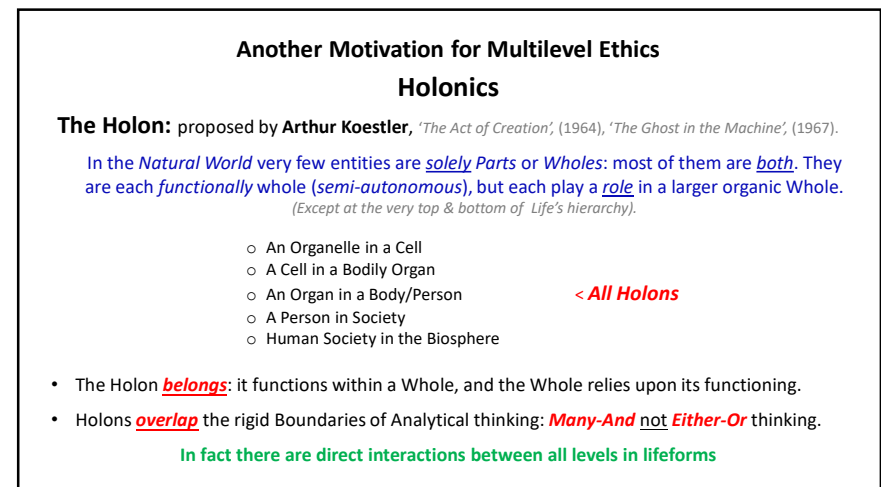 Another Motivation for Multilevel Ethics
Holonics
The Holon: proposed by Arthur Koestler, 'The Act of Creation', (1964), 'The Ghost in the Machine', (1967).
In the Natural World very few entities are solely Parts or Wholes: most of them are both. They
are each functionally whole (semi-autonomous), but each play a role in a larger organic Whole.
(Except at the very top & bottom of Life's hierarchy).
o An Organelle in a Cell
o A Cell in a Bodily Organ
o An Organ in a Body/Person < All Holons
o A Person in Society
o Human Society in the Biosphere
• The Holon belongs: it functions within a Whole, and the Whole relies upon its functioning.
• Holons overlap the rigid Boundaries of Analytical thinking: Many-And not Either-Or thinking.
In fact there are direct interactions between all levels in lifeforms